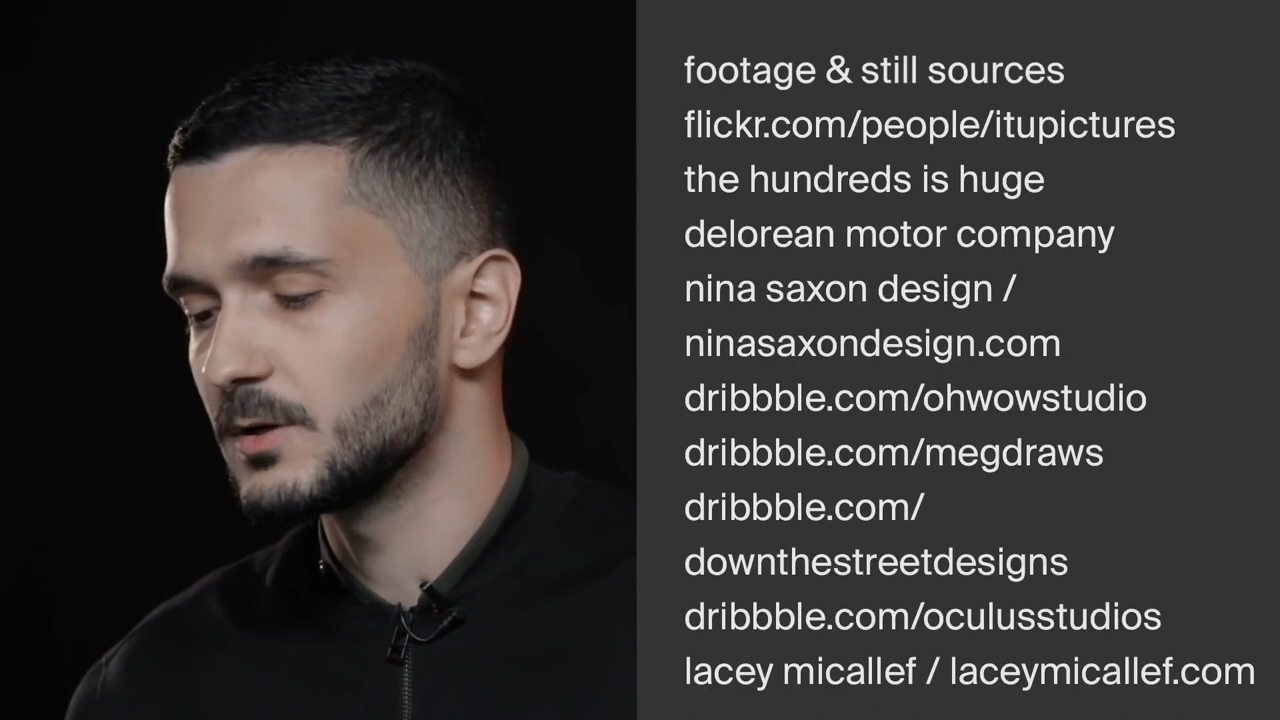 footage & still sources
flickr.com/people/itupictures
the hundreds is huge
delorean motor company
nina saxon design /
ninasaxondesign.com
dribbble.com/ohwowstudio
dribbble.com/megdraws
dribbble.com/
downthestreetdesigns
dribbble.com/oculusstudios
lacey micallef / laceymicallef.com